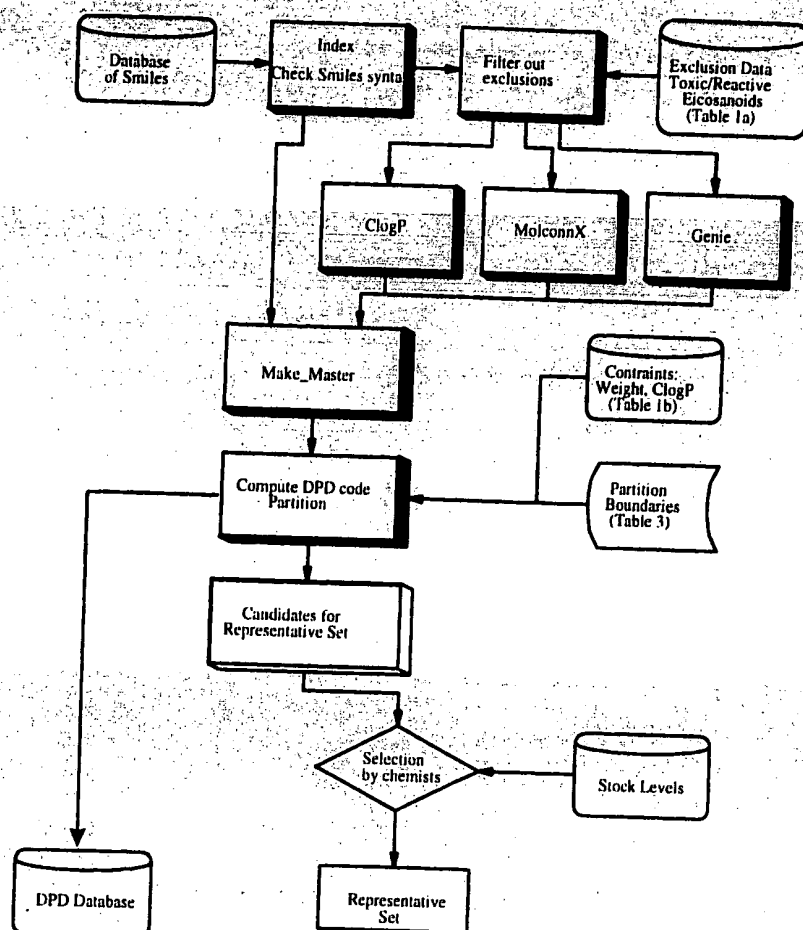 Database
of Smiles
Index
Check Smiles syntax
Filter out
exclusions
Exclusion Data
Toxic/Reactive
Eicosanoids
(Table 1a)
ClogP
MolconnX
Genie
Make_Master
Contraints:
Weight, ClogP
(Table 1b)
Compute DPD code
Partition
Partition
Boundaries
(Table 3)
Candidates for
Representative Set
Selection
by chemists
Stock Levels
DPD Database
Representative
Set